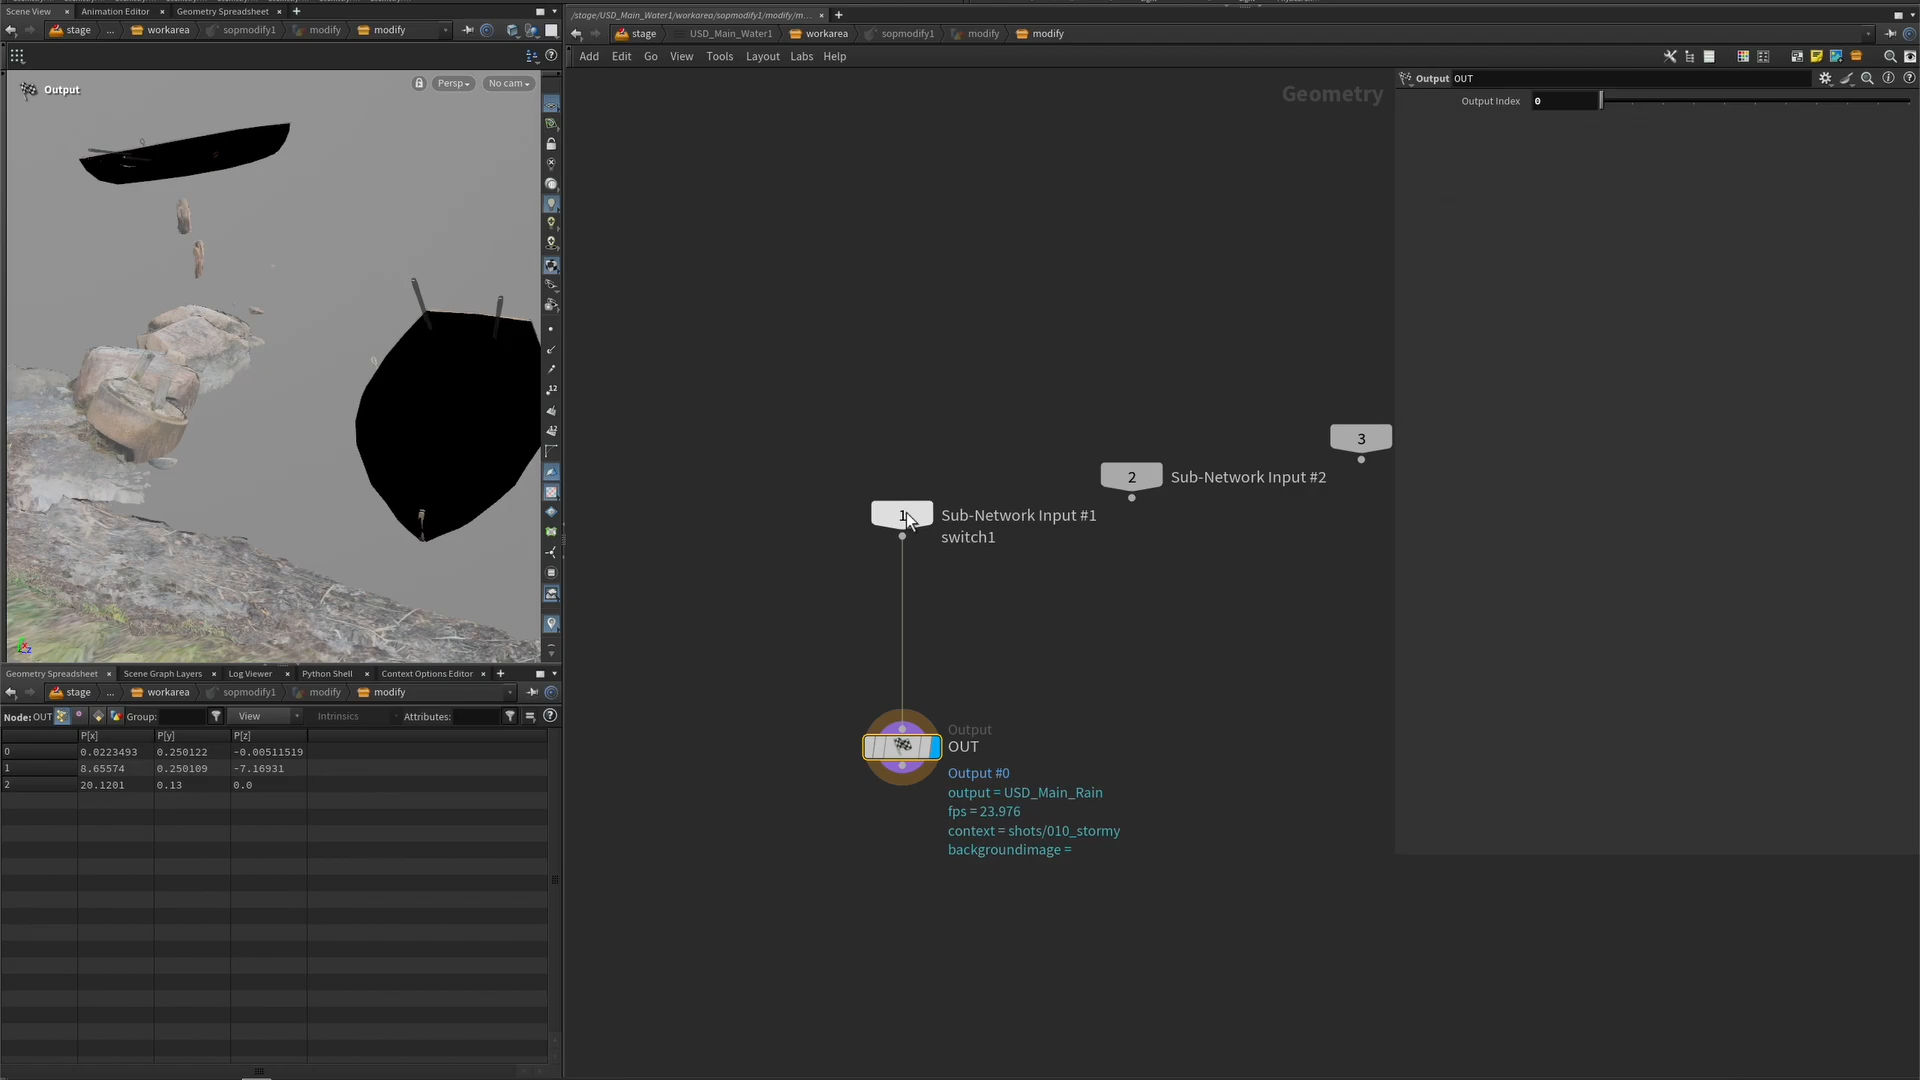 Scene View
Animation Editor
Geometry Spreadsheet
stage
...
workarea
sopmodify1
modify
modify
Output
Persp
No cam
/stage/USD_Main_Water1/workarea/sopmodify1/modify/m...
stage
USD_Main_Water1
workarea
sopmodify1
modify
modify
Add
Edit
Go
View
Tools
Layout
Labs
Help
Geometry
Output OUT
Output Index 0
3
2 Sub-Network Input #2
1 Sub-Network Input #1
switch1
Output
OUT
Output #0
output = USD_Main_Rain
fps = 23.976
context = shots/010_stormy
backgroundimage =
Geometry Spreadsheet
Scene Graph Layers
Log Viewer
Python Shell
Context Options Editor
stage
...
workarea
sopmodify1
modify
modify
Node: OUT
Group:
View
Intrinsics
Attributes:
P[x] P[y] P[z]
0 0.0223493 0.250122 -0.00511519
1 8.65574 0.250109 -7.16931
2 20.1201 0.13 0.0